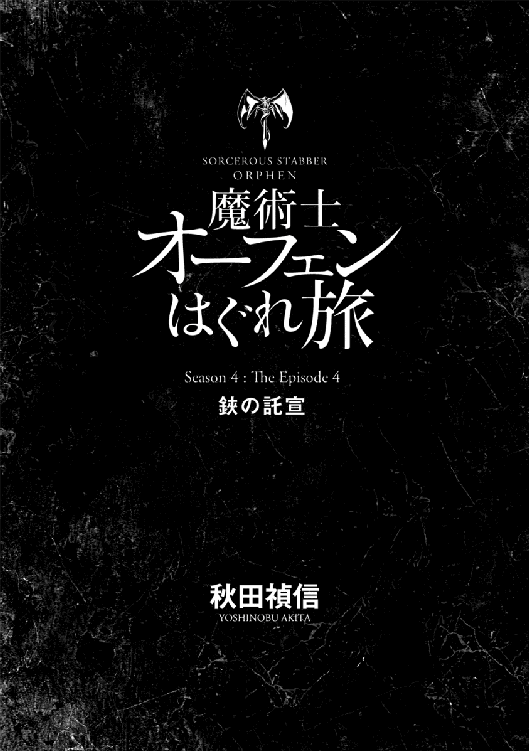 SORCEROUS STABBER
ORPHEN
魔術士
オーフェン
はぐれ旅
Season 4 : The Episode 4
鋏の託宣
秋田禎信
YOSHINOBU AKITA